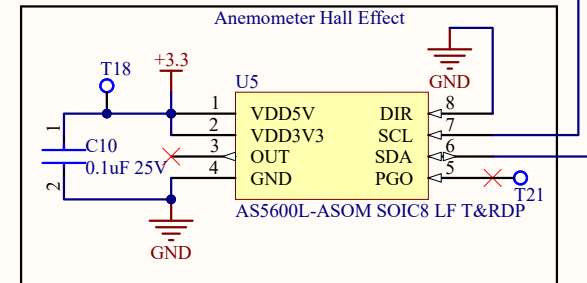 Anemometer Hall Effect
T18
+3.3
GND
U5
1
VDD5V
DIR
8
2
VDD3V3
SCL
7
3
OUT
SDA
6
4
GND
PGO
5
1
C10
0.1uF 25V
2
T21
AS5600L-ASOM SOIC8 LF T&RDP
GND